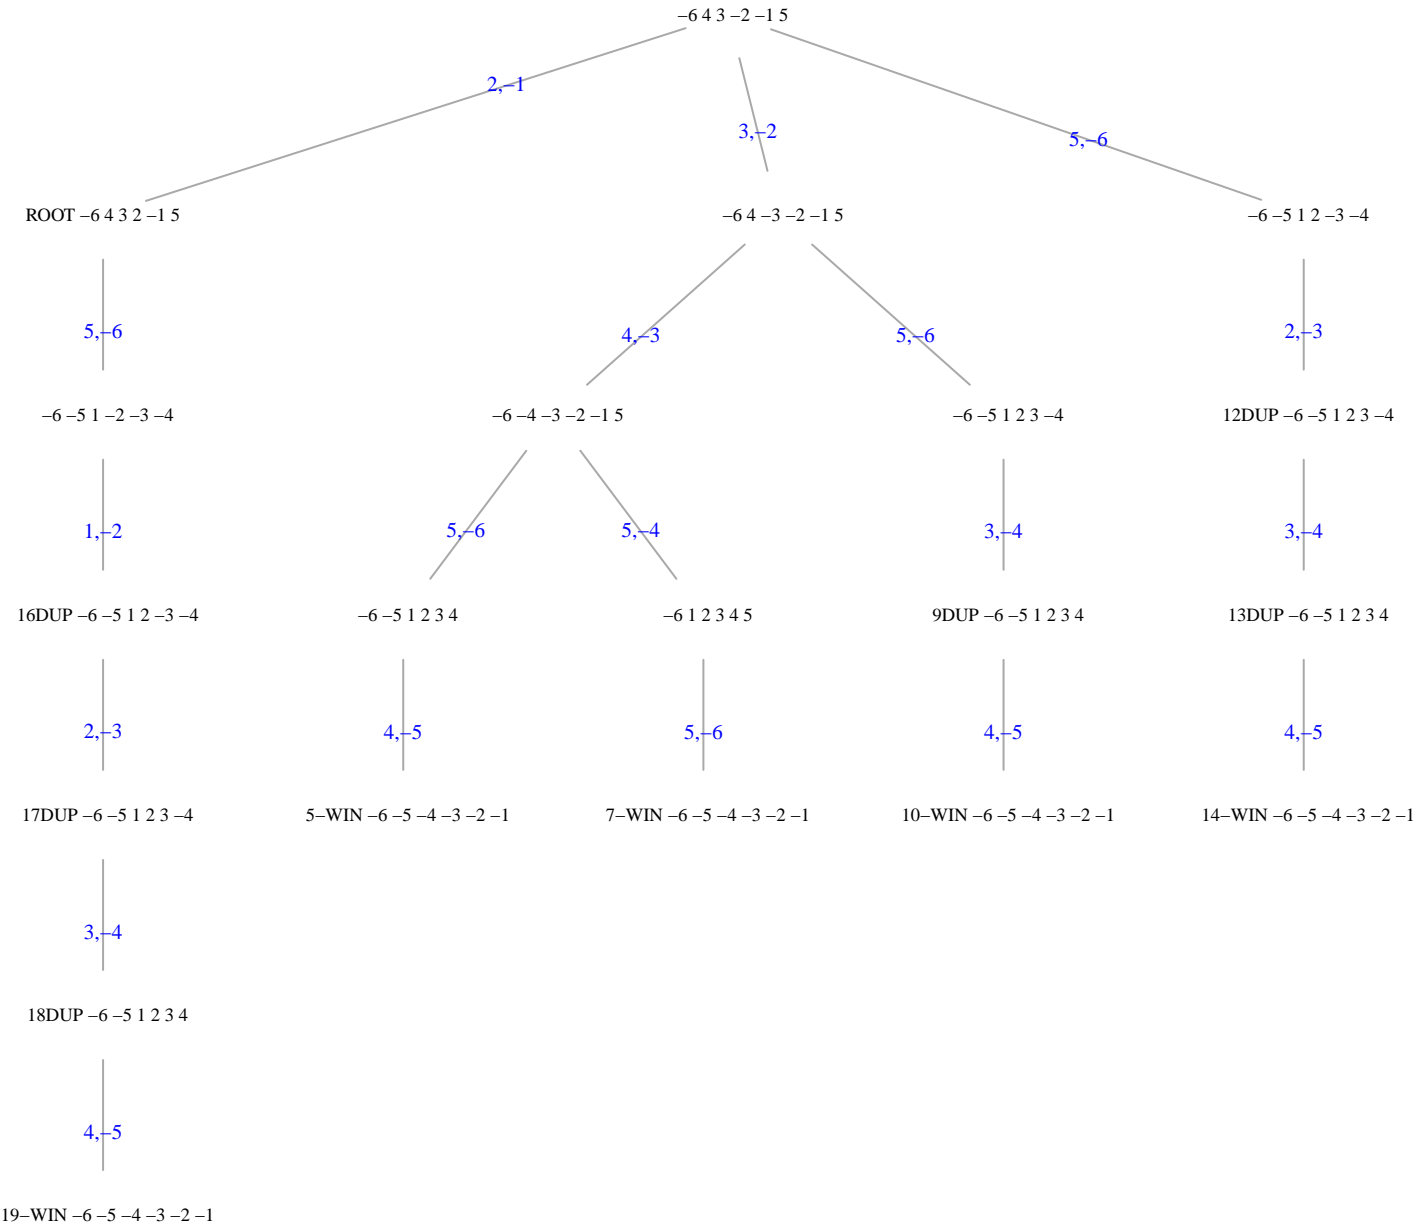 –6 4 3 –2 –1 5
2,–1
3,–2
5,–6
ROOT –6 4 3 2 –1 5
–6 4 –3 –2 –1 5
–6 –5 1 2 –3 –4
5,–6
4,–3
5,–6
2,–3
–6 –5 1 –2 –3 –4
–6 –4 –3 –2 –1 5
–6 –5 1 2 3 –4
12DUP –6 –5 1 2 3 –4
1,–2
5,–6
5,–4
3,–4
3,–4
16DUP –6 –5 1 2 –3 –4
–6 –5 1 2 3 4
–6 1 2 3 4 5
9DUP –6 –5 1 2 3 4
13DUP –6 –5 1 2 3 4
2,–3
4,–5
5,–6
4,–5
4,–5
17DUP –6 –5 1 2 3 –4
5–WIN –6 –5 –4 –3 –2 –1
7–WIN –6 –5 –4 –3 –2 –1
10–WIN –6 –5 –4 –3 –2 –1
14–WIN –6 –5 –4 –3 –2 –1
3,–4
18DUP –6 –5 1 2 3 4
4,–5
19–WIN –6 –5 –4 –3 –2 –1